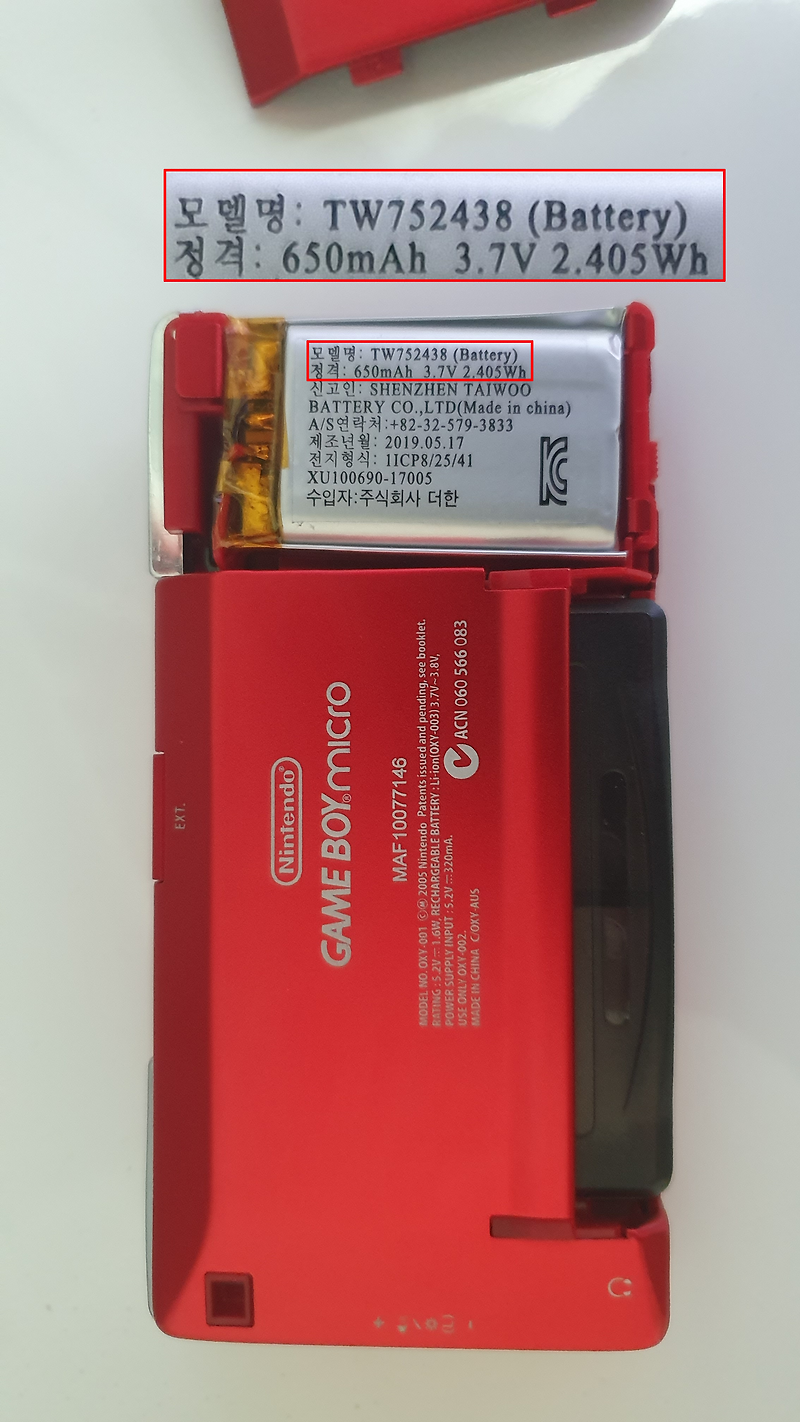 모델명: TW752438 (Battery)
정격: 650mAh 3.7V 2.405Wh
모델명: TW752438 (Battery)
정격: 650mAh 3.7V 2.405Wh
신고인: SHENZHEN TAIWOO
BATTERY CO.,LTD(Made in china)
A/S연락처:+82-32-579-3833
제조년월: 2019.05.17
전지형식: 1ICP8/25/41
XU100690-17005
수입자:주식회사 더한
EXT.
Nintendo®
GAME BOY® micro
MAF10077146
MODEL NO. OXY-001 ©Ⓜ 2005 Nintendo Patents issued and pending, see booklet.
RATING : 5.2V⎓1.6W, RECHARGEABLE BATTERY : Li-ion(OXY-003) 3.7V~3.8V,
POWER SUPPLY INPUT : 5.2V⎓320mA.
USE ONLY OXY-002.
MADE IN CHINA C/OXY-AUS
ACN 060 566 083